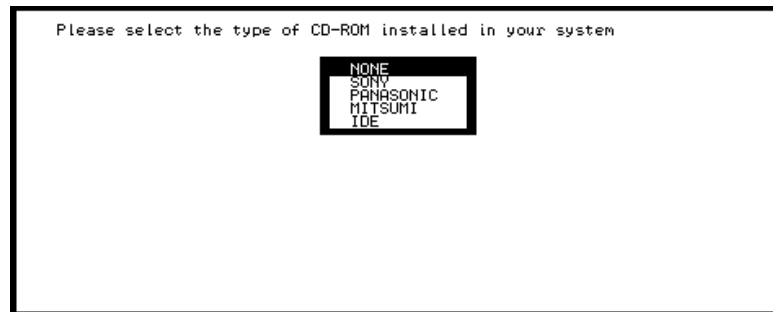 Please select the type of CD-ROM installed in your system
NONE
SONY
PANASONIC
MITSUMI
IDE